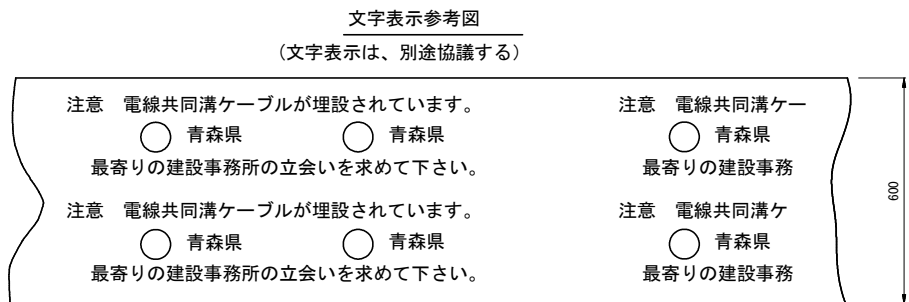 文字表示参考図
(文字表示は、別途協議する)
注意 電線共同溝ケーブルが埋設されています。 注意 電線共同溝ケー
青森県 青森県 青森県
最寄りの建設事務所の立会いを求めて下さい。 最寄りの建設事務
注意 電線共同溝ケーブルが埋設されています。 注意 電線共同溝ケ
青森県 青森県 青森県
最寄りの建設事務所の立会いを求めて下さい。 最寄りの建設事務
600